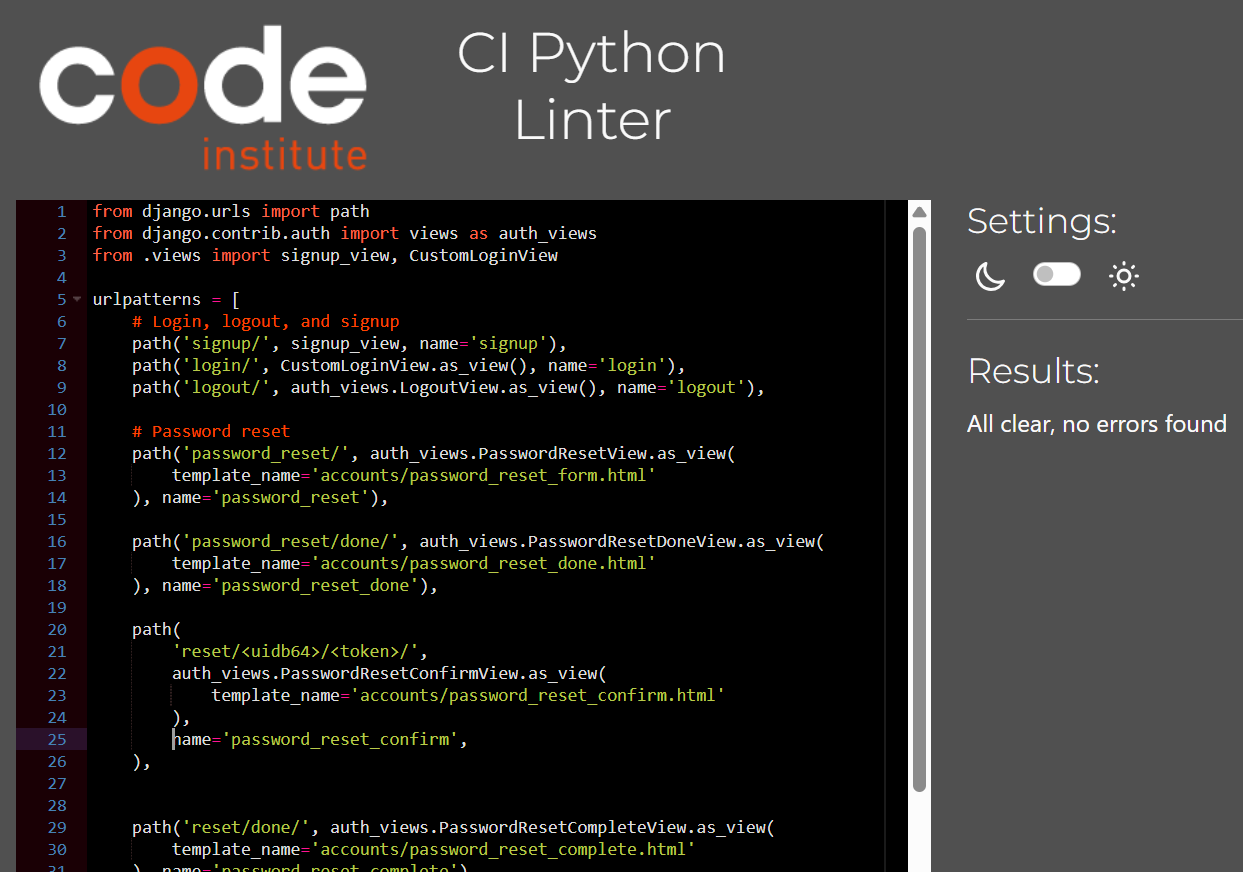 code
institute
CI Python
Linter
1 from django.urls import path
2 from django.contrib.auth import views as auth_views
3 from .views import signup_view, CustomLoginView
4
5 urlpatterns = [
6     # Login, logout, and signup
7     path('signup/', signup_view, name='signup'),
8     path('login/', CustomLoginView.as_view(), name='login'),
9     path('logout/', auth_views.LogoutView.as_view(), name='logout'),
10
11     # Password reset
12     path('password_reset/', auth_views.PasswordResetView.as_view(
13         template_name='accounts/password_reset_form.html'
14     ), name='password_reset'),
15
16     path('password_reset/done/', auth_views.PasswordResetDoneView.as_view(
17         template_name='accounts/password_reset_done.html'
18     ), name='password_reset_done'),
19
20     path(
21         'reset/<uidb64>/<token>/',
22         auth_views.PasswordResetConfirmView.as_view(
23             template_name='accounts/password_reset_confirm.html'
24         ),
25         name='password_reset_confirm',
26     ),
27
28
29     path('reset/done/', auth_views.PasswordResetCompleteView.as_view(
30         template_name='accounts/password_reset_complete.html'
31     ), name='password_reset_complete')
Settings:
Results:
All clear, no errors found